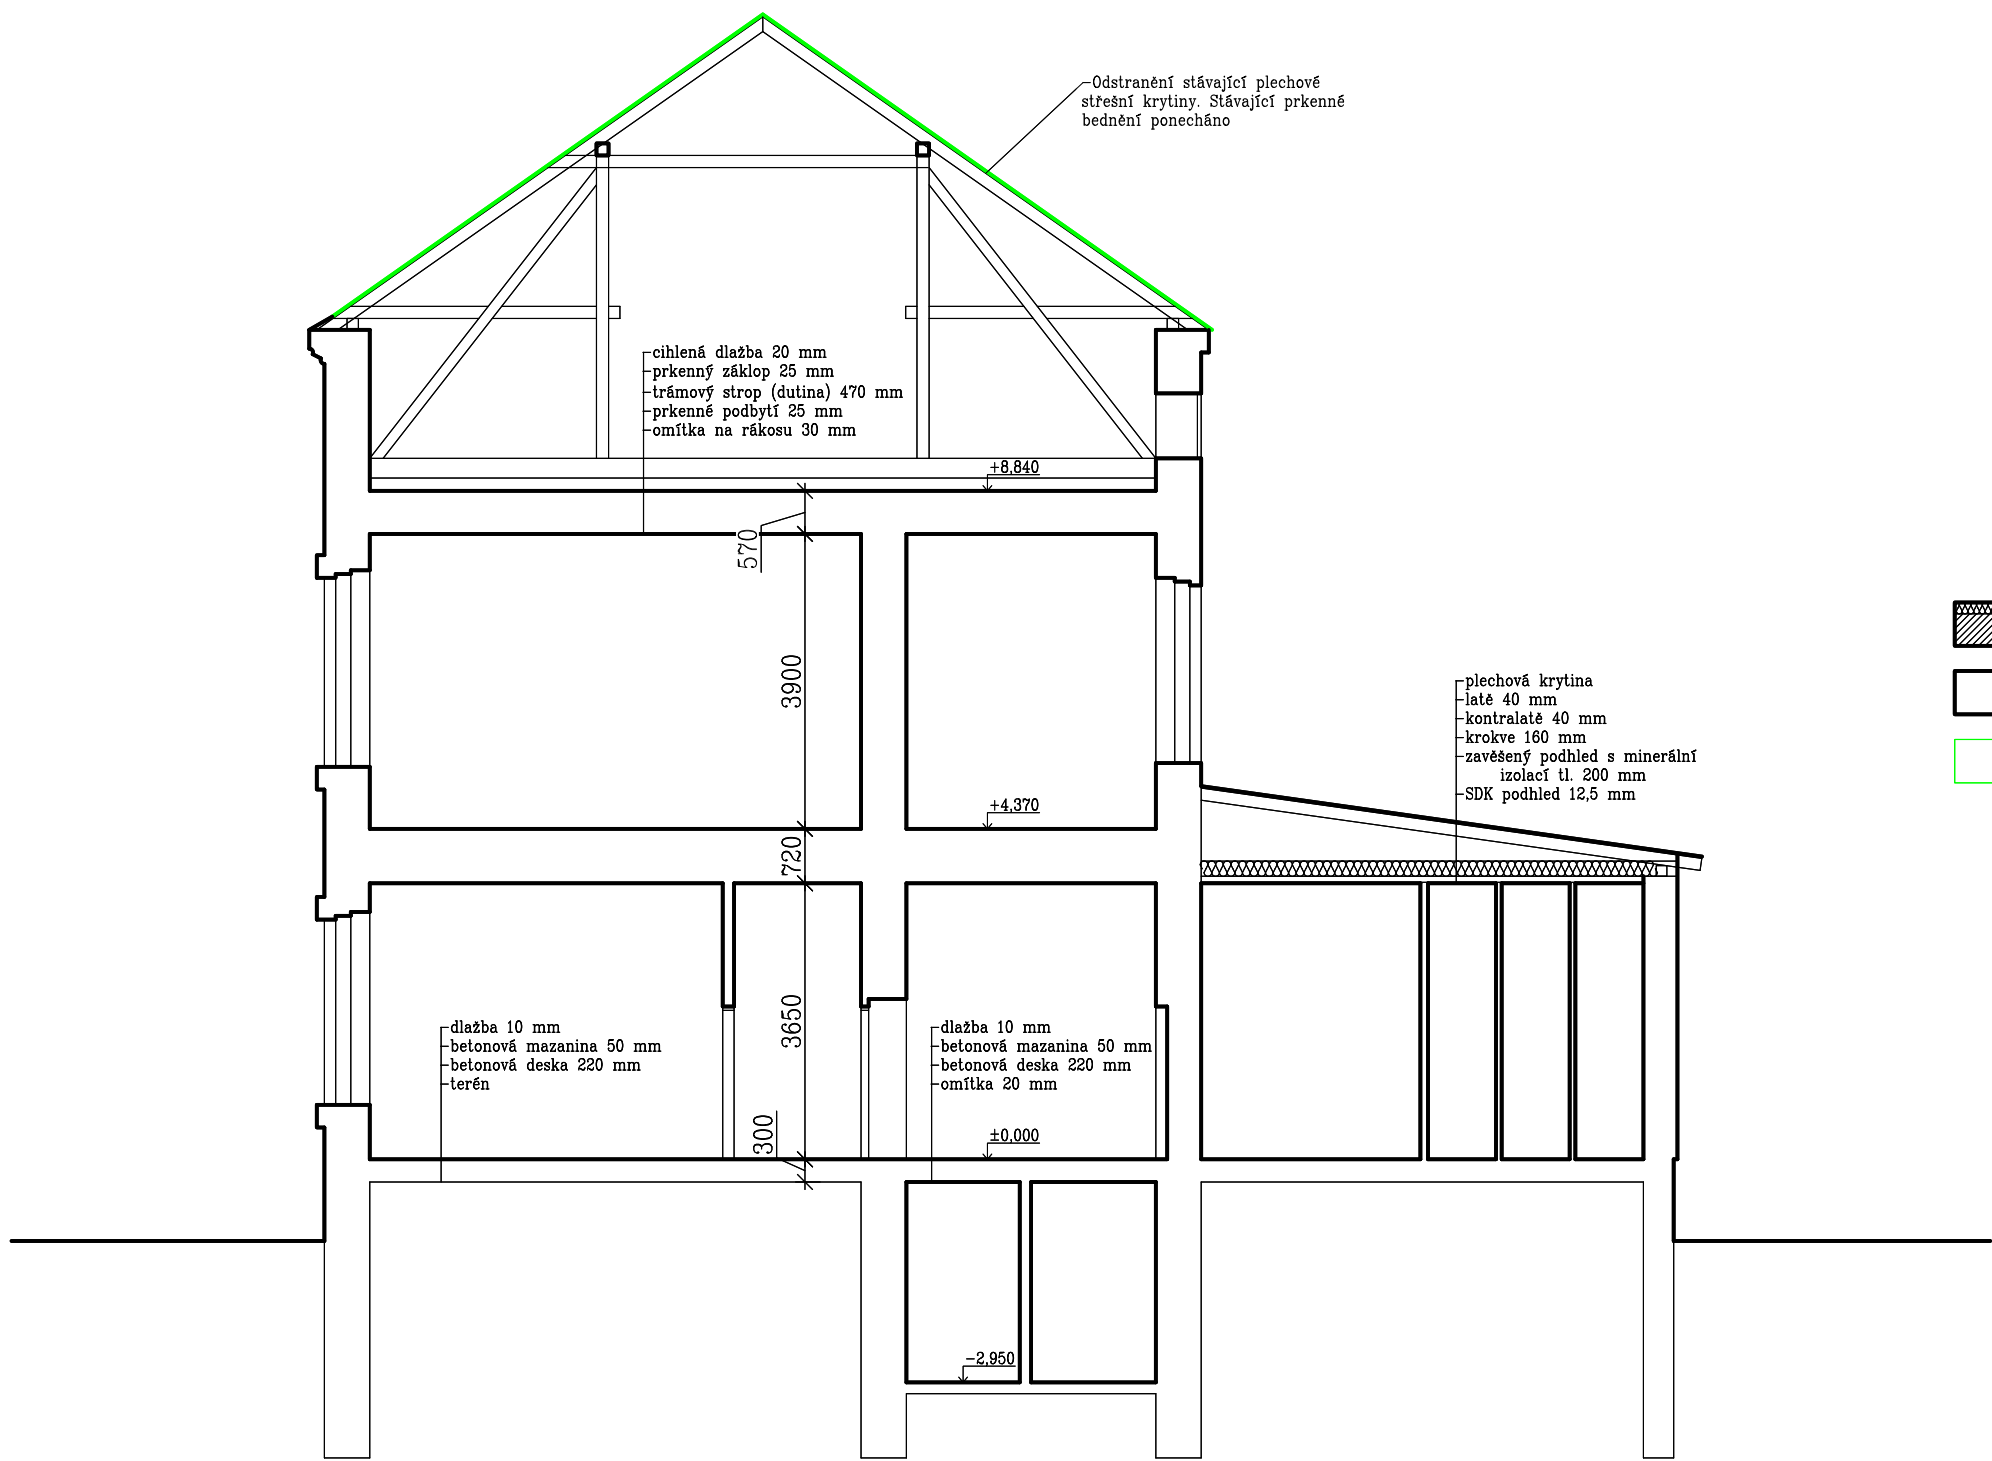 Odstranění stávající plechové
střešní krytiny. Stávající prkenné
bednění ponecháno
cihlená dlažba 20 mm
prkenný záklop 25 mm
trámový strop (dutina) 470 mm
prkenné podbytí 25 mm
omítka na rákosu 30 mm
+8,840
570
3900
plechová krytina
latě 40 mm
kontralatě 40 mm
krokve 160 mm
zavěšený podhled s minerální
izolací tl. 200 mm
SDK podhled 12,5 mm
+4,370
720
3650
dlažba 10 mm
betonová mazanina 50 mm
betonová deska 220 mm
terén
dlažba 10 mm
betonová mazanina 50 mm
betonová deska 220 mm
omítka 20 mm
300
±0,000
-2,950